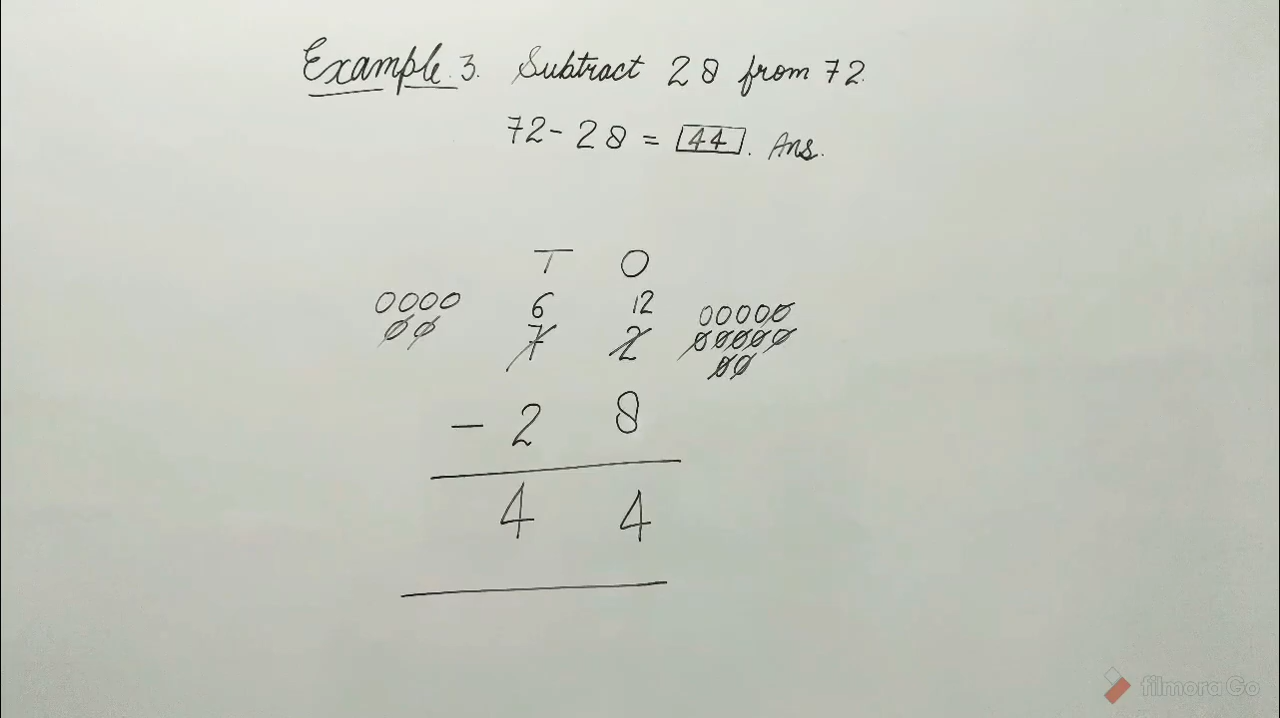 Example 3. Subtract 28 from 72.
72 - 28 = 44. Ans.
T O
6 12
7 2
- 2 8
4 4
filmora Go